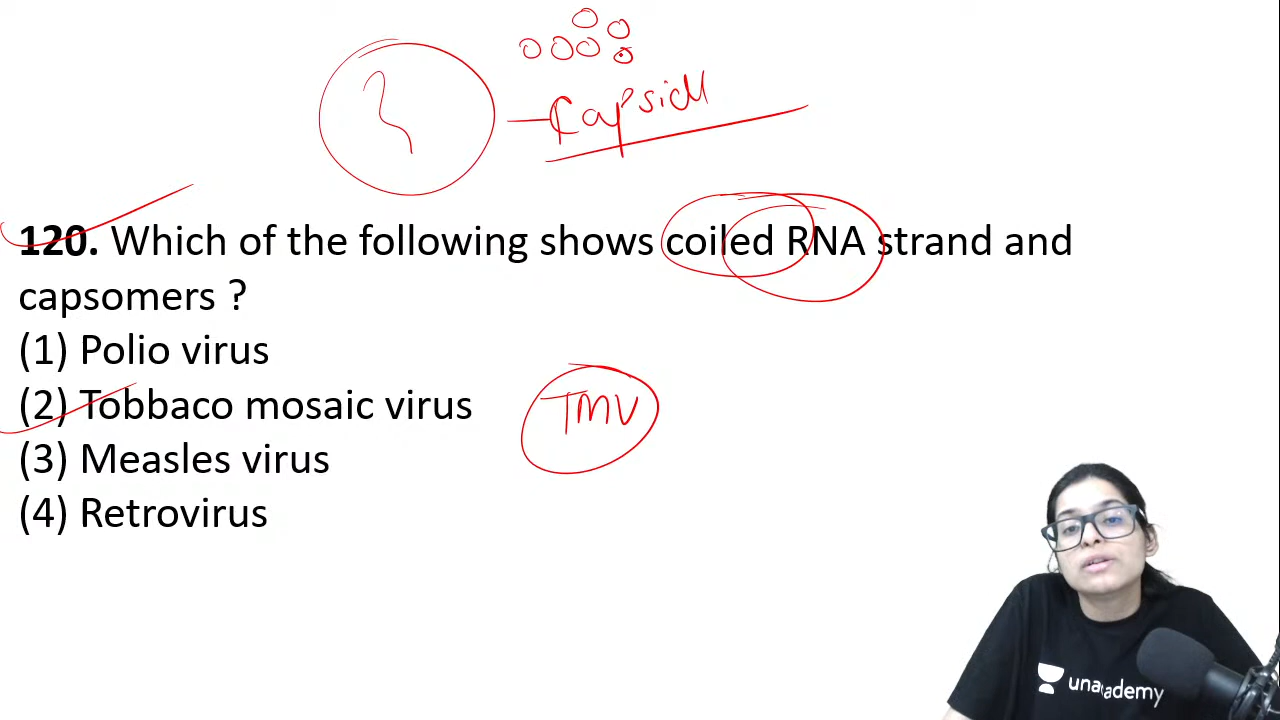 Capsid
120. Which of the following shows coiled RNA strand and
capsomers ?
(1) Polio virus
(2) Tobbaco mosaic virus
TMV
(3) Measles virus
(4) Retrovirus
unacademy